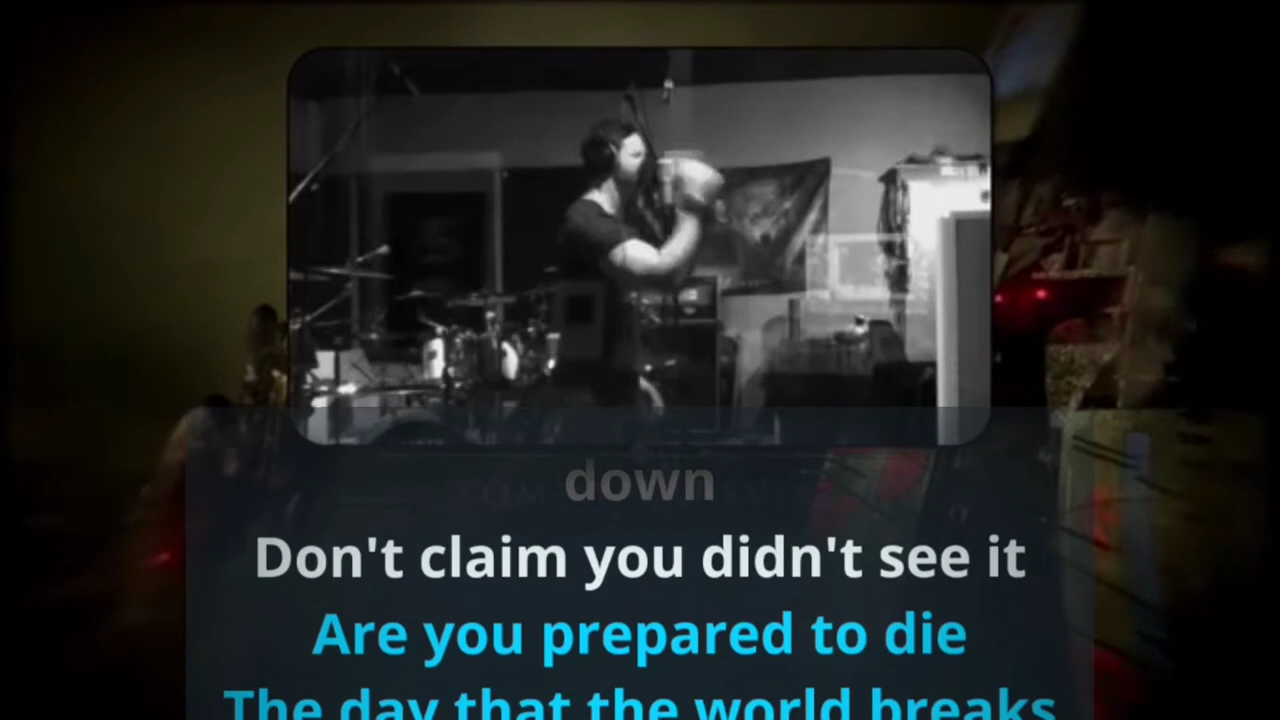 down
Don't claim you didn't see it
Are you prepared to die
The day that the world breaks